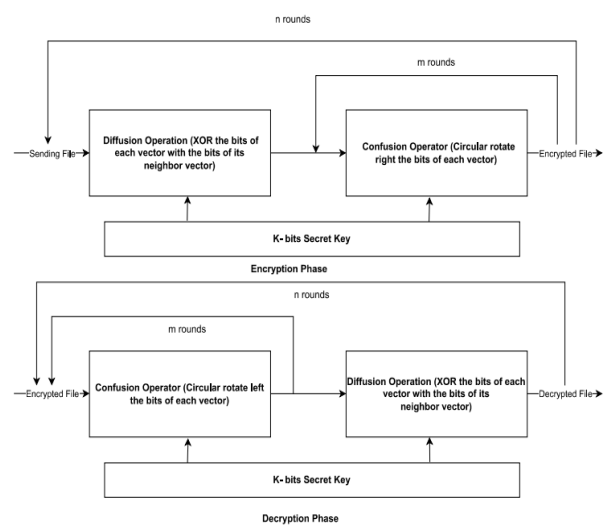 n rounds
m rounds
Sending File
Diffusion Operation (XOR the bits of
each vector with the bits of its
neighbor vector)
Confusion Operator (Circular rotate
right the bits of each vector)
Encrypted File
K- bits Secret Key
Encryption Phase
n rounds
m rounds
Encrypted File
Confusion Operator (Circular rotate left
the bits of each vector)
Diffusion Operation (XOR the bits of each
vector with the bits of its
neighbor vector)
Decrypted File
K- bits Secret Key
Decryption Phase